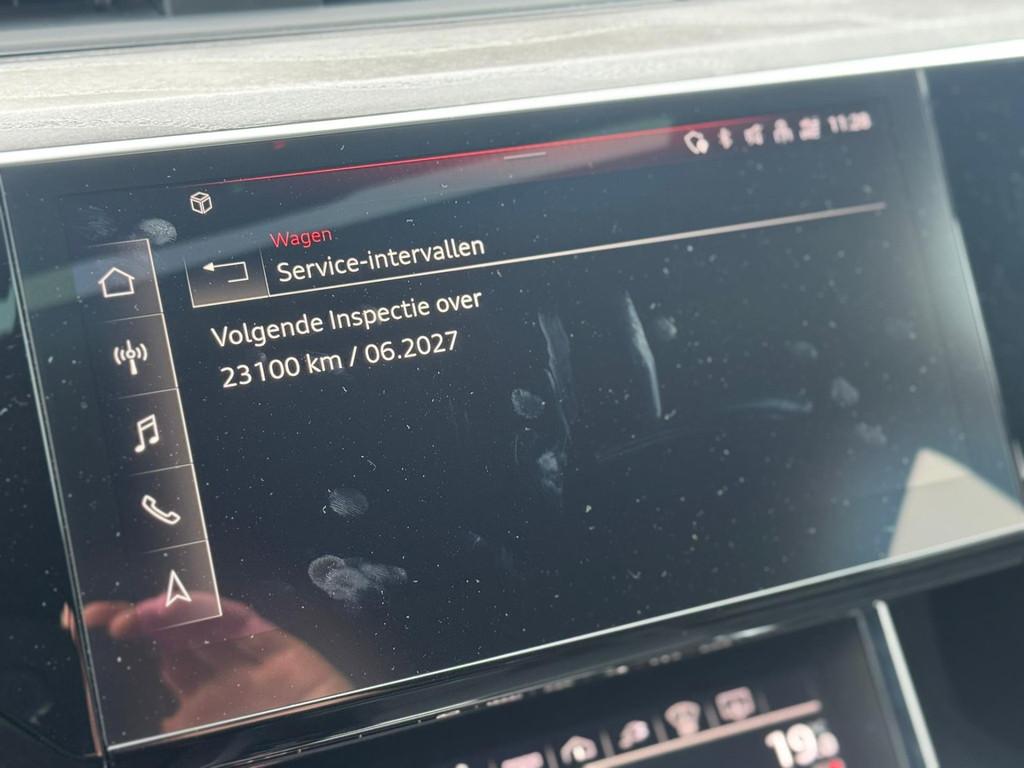 11:28
Wagen
Service-intervallen
Volgende Inspectie over
23100 km / 06.2027